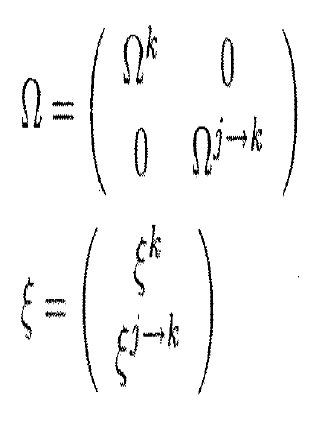 Ω = ( Ω^k 0
0 Ω^{j→k} )
ξ = ( ξ^k
ξ^{j→k} )